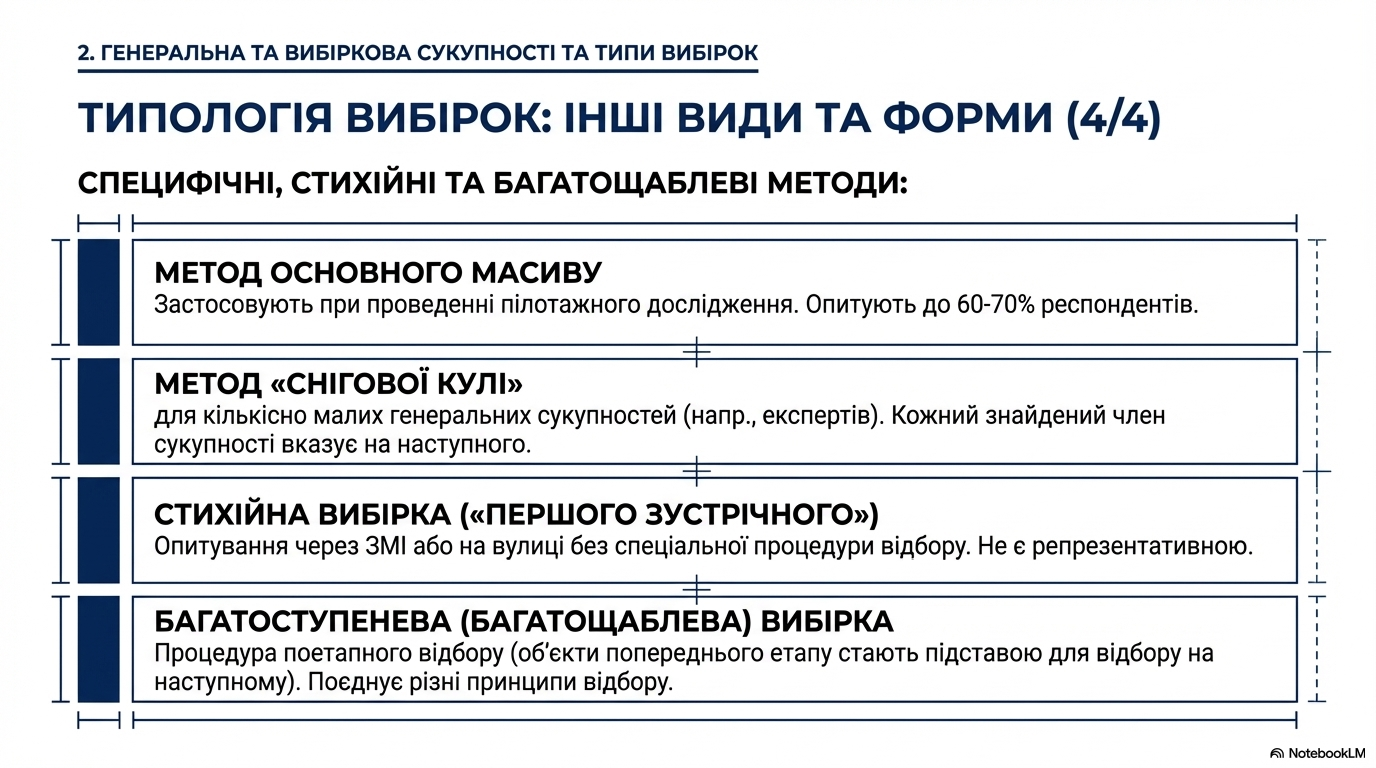 2. ГЕНЕРАЛЬНА ТА ВИБІРКОВА СУКУПНОСТІ ТА ТИПИ ВИБІРОК
ТИПОЛОГІЯ ВИБІРОК: ІНШІ ВИДИ ТА ФОРМИ (4/4)
СПЕЦИФІЧНІ, СТИХІЙНІ ТА БАГАТОЩАБЛЕВІ МЕТОДИ:
МЕТОД ОСНОВНОГО МАСИВУ
Застосовують при проведенні пілотажного дослідження. Опитують до 60-70% респондентів.
МЕТОД «СНІГОВОЇ КУЛІ»
для кількісно малих генеральних сукупностей (напр., експертів). Кожний знайдений член
сукупності вказує на наступного.
СТИХІЙНА ВИБІРКА («ПЕРШОГО ЗУСТРІЧНОГО»)
Опитування через ЗМІ або на вулиці без спеціальної процедури відбору. Не є репрезентативною.
БАГАТОСТУПЕНЕВА (БАГАТОЩАБЛЕВА) ВИБІРКА
Процедура поетапного відбору (об'єкти попереднього етапу стають підставою для відбору на
наступному). Поєднує різні принципи відбору.
NotebookLM